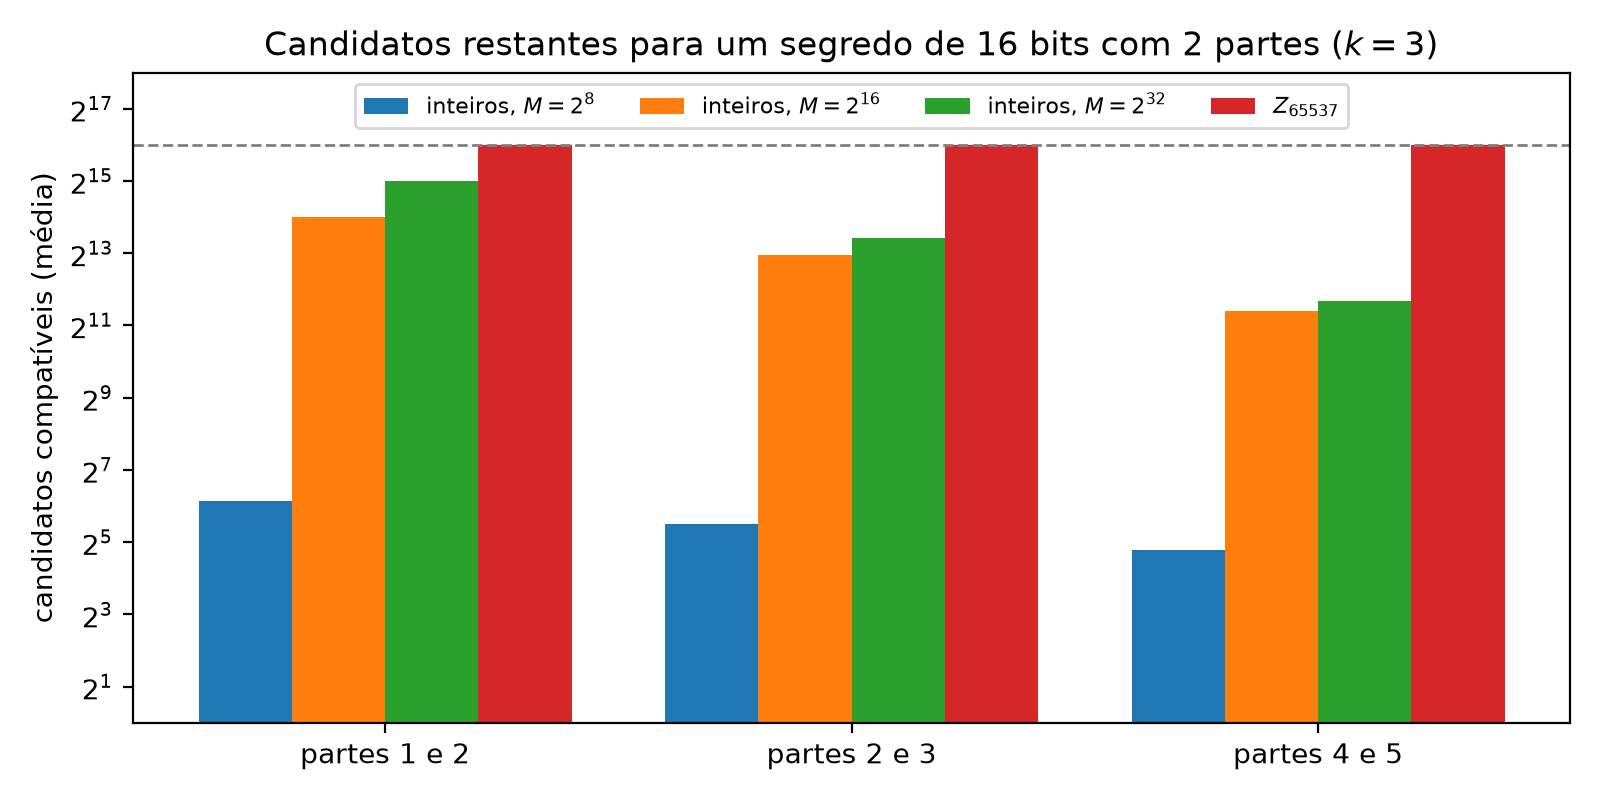 Candidatos restantes para um segredo de 16 bits com 2 partes (k = 3)
inteiros, M = 2^8
inteiros, M = 2^16
inteiros, M = 2^32
Z_65537
candidatos compatíveis (média)
2^17
2^15
2^13
2^11
2^9
2^7
2^5
2^3
2^1
partes 1 e 2
partes 2 e 3
partes 4 e 5